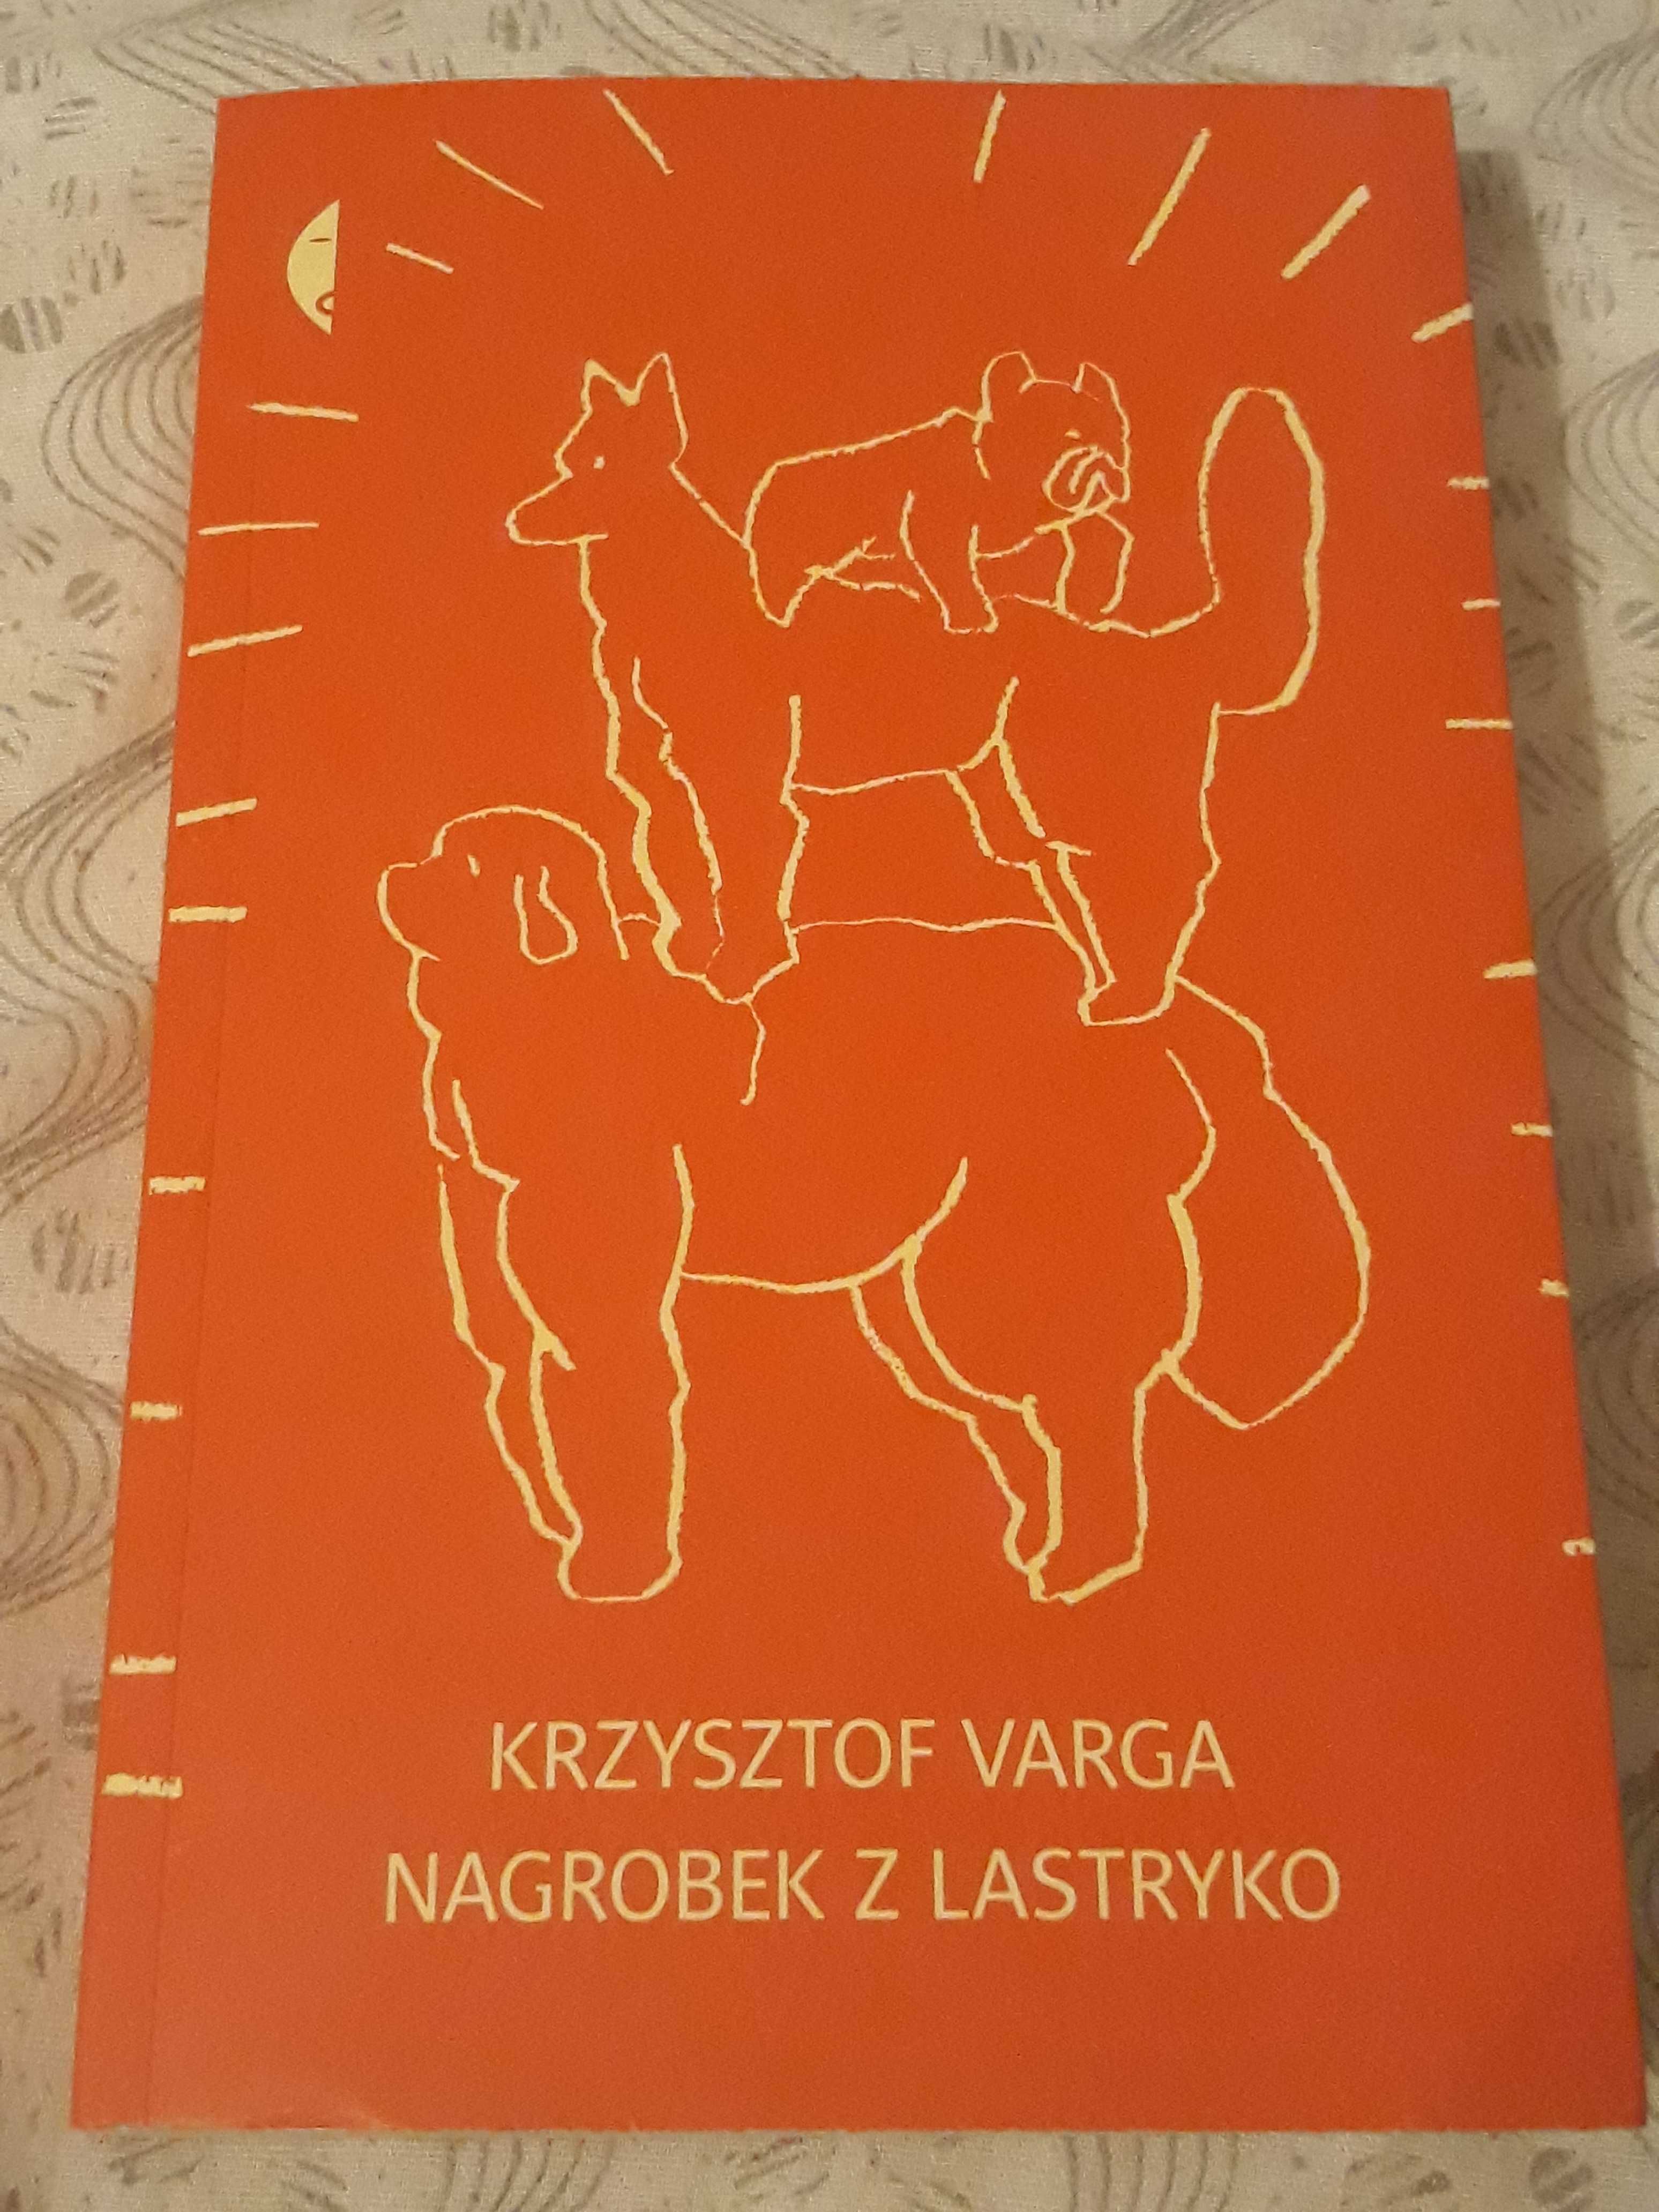 KRZYSZTOF VARGA
NAGROBEK Z LASTRYKO